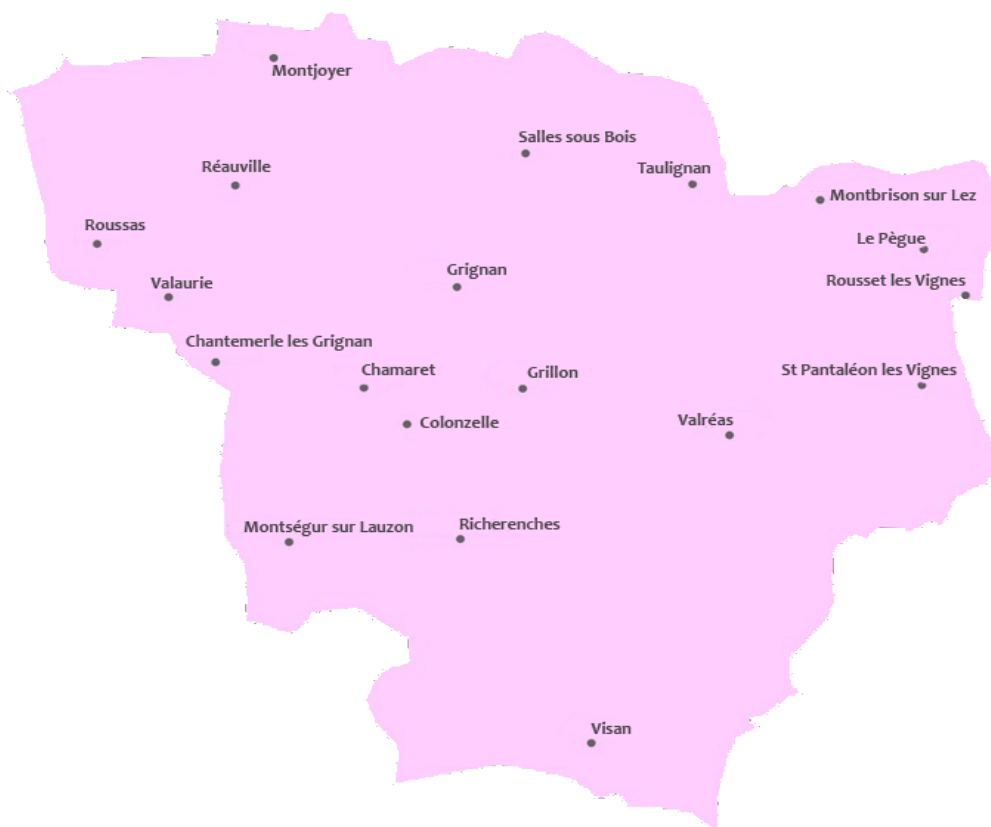 Montjoyer
Salles sous Bois
Réauville
Taulignan
Montbrison sur Lez
Roussas
Le Pègue
Grignan
Valaurie
Rousset les Vignes
Chantemerle les Grignan
Chamaret
Grillon
St Pantaléon les Vignes
Colonzelle
Valréas
Montségur sur Lauzon
Richerenches
Visan